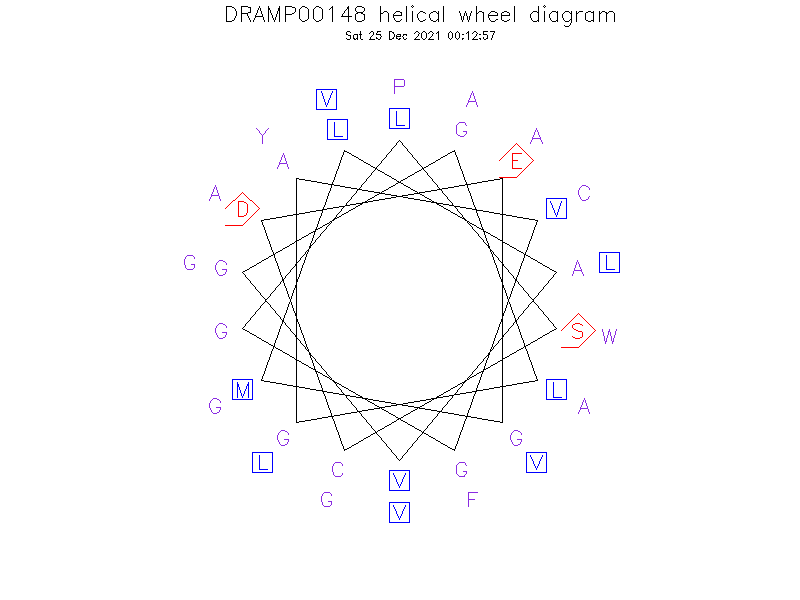 DRAMP00148 helical wheel diagram
Sat 25 Dec 2021 00:12:57
P
V A
L
L G
Y A
A E
A C
D V
G G A L
G S W
M L
G A
G G
L V
C G
V
G F
V